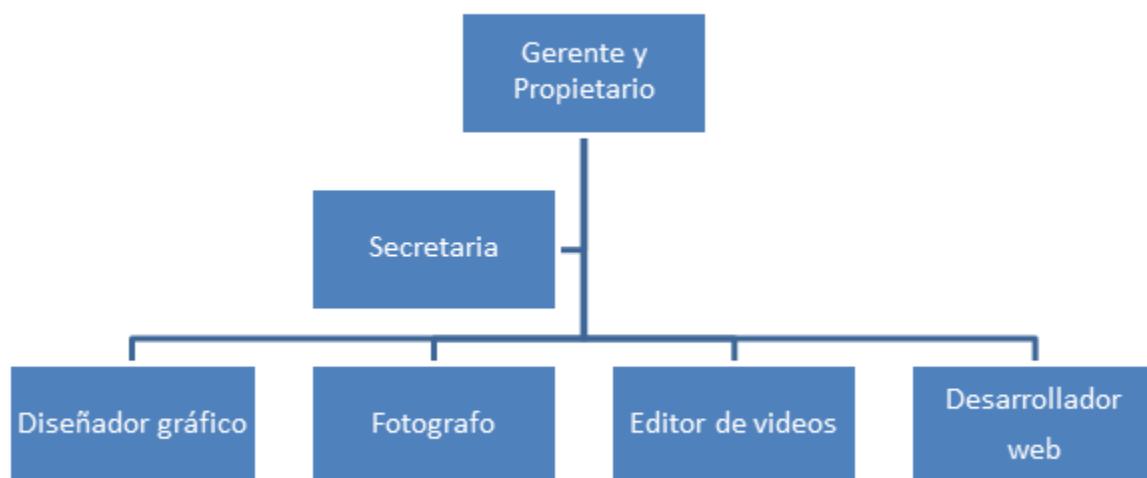 Gerente y
Propietario
Secretaria
Diseñador gráfico
Fotografo
Editor de videos
Desarrollador
web